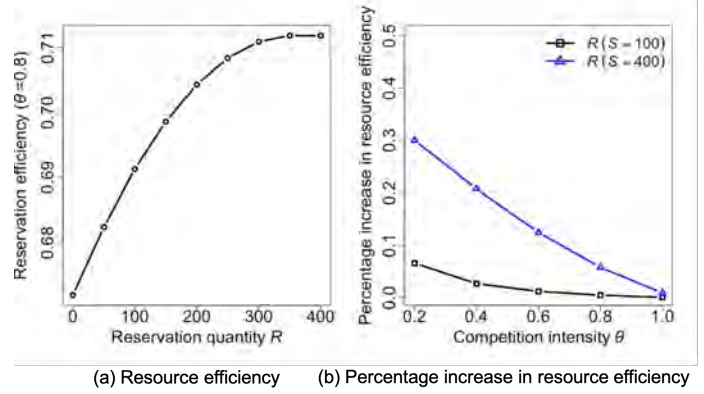 Reservation efficiency (θ=0.8)
0.71
0.70
0.69
0.68
0 100 200 300 400
Reservation quantity R
(a) Resource efficiency
Percentage increase in resource efficiency
0.5
0.4
0.3
0.2
0.1
0.0
R(S = 100)
R(S = 400)
0.2 0.4 0.6 0.8 1.0
Competition intensity θ
(b) Percentage increase in resource efficiency